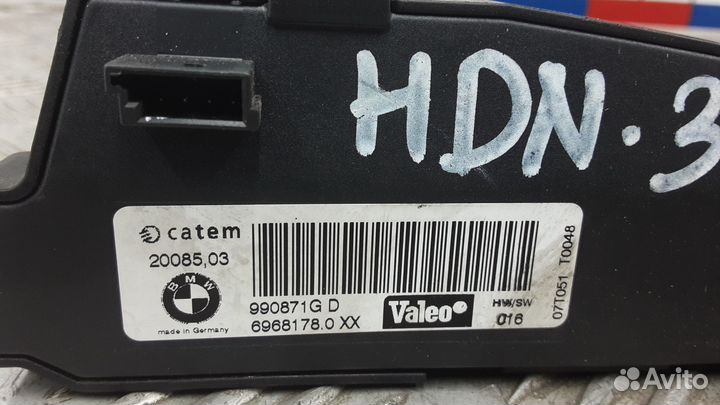 HDN.3
catem
20085,03
BMW
made in Germany
990871G D
6968178.0 XX
Valeo
HW/SW
016
07T051 T0048
Avito